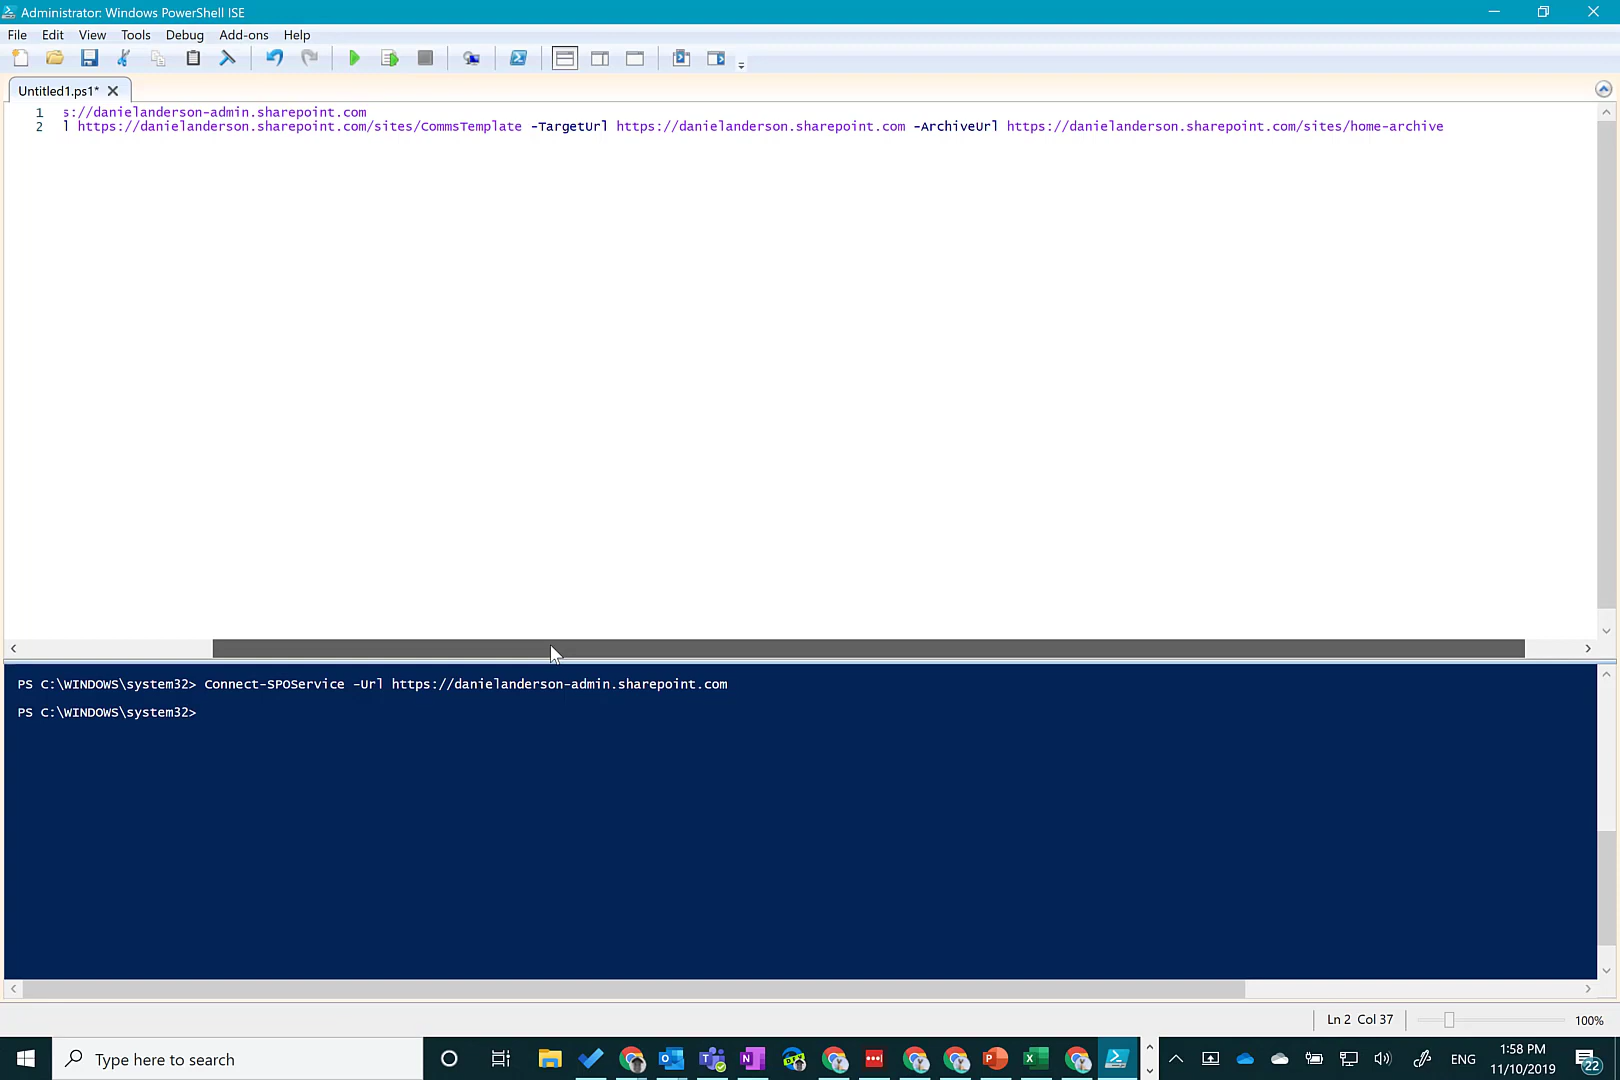 Administrator: Windows PowerShell ISE
File Edit View Tools Debug Add-ons Help
Untitled1.ps1* X
1 s://danielanderson-admin.sharepoint.com
2 l https://danielanderson.sharepoint.com/sites/CommsTemplate -TargetUrl https://danielanderson.sharepoint.com -ArchiveUrl https://danielanderson.sharepoint.com/sites/home-archive
PS C:\WINDOWS\system32> Connect-SPOService -Url https://danielanderson-admin.sharepoint.com
PS C:\WINDOWS\system32>
Ln 2 Col 37 100%
Type here to search
ENG
1:58 PM
11/10/2019
22